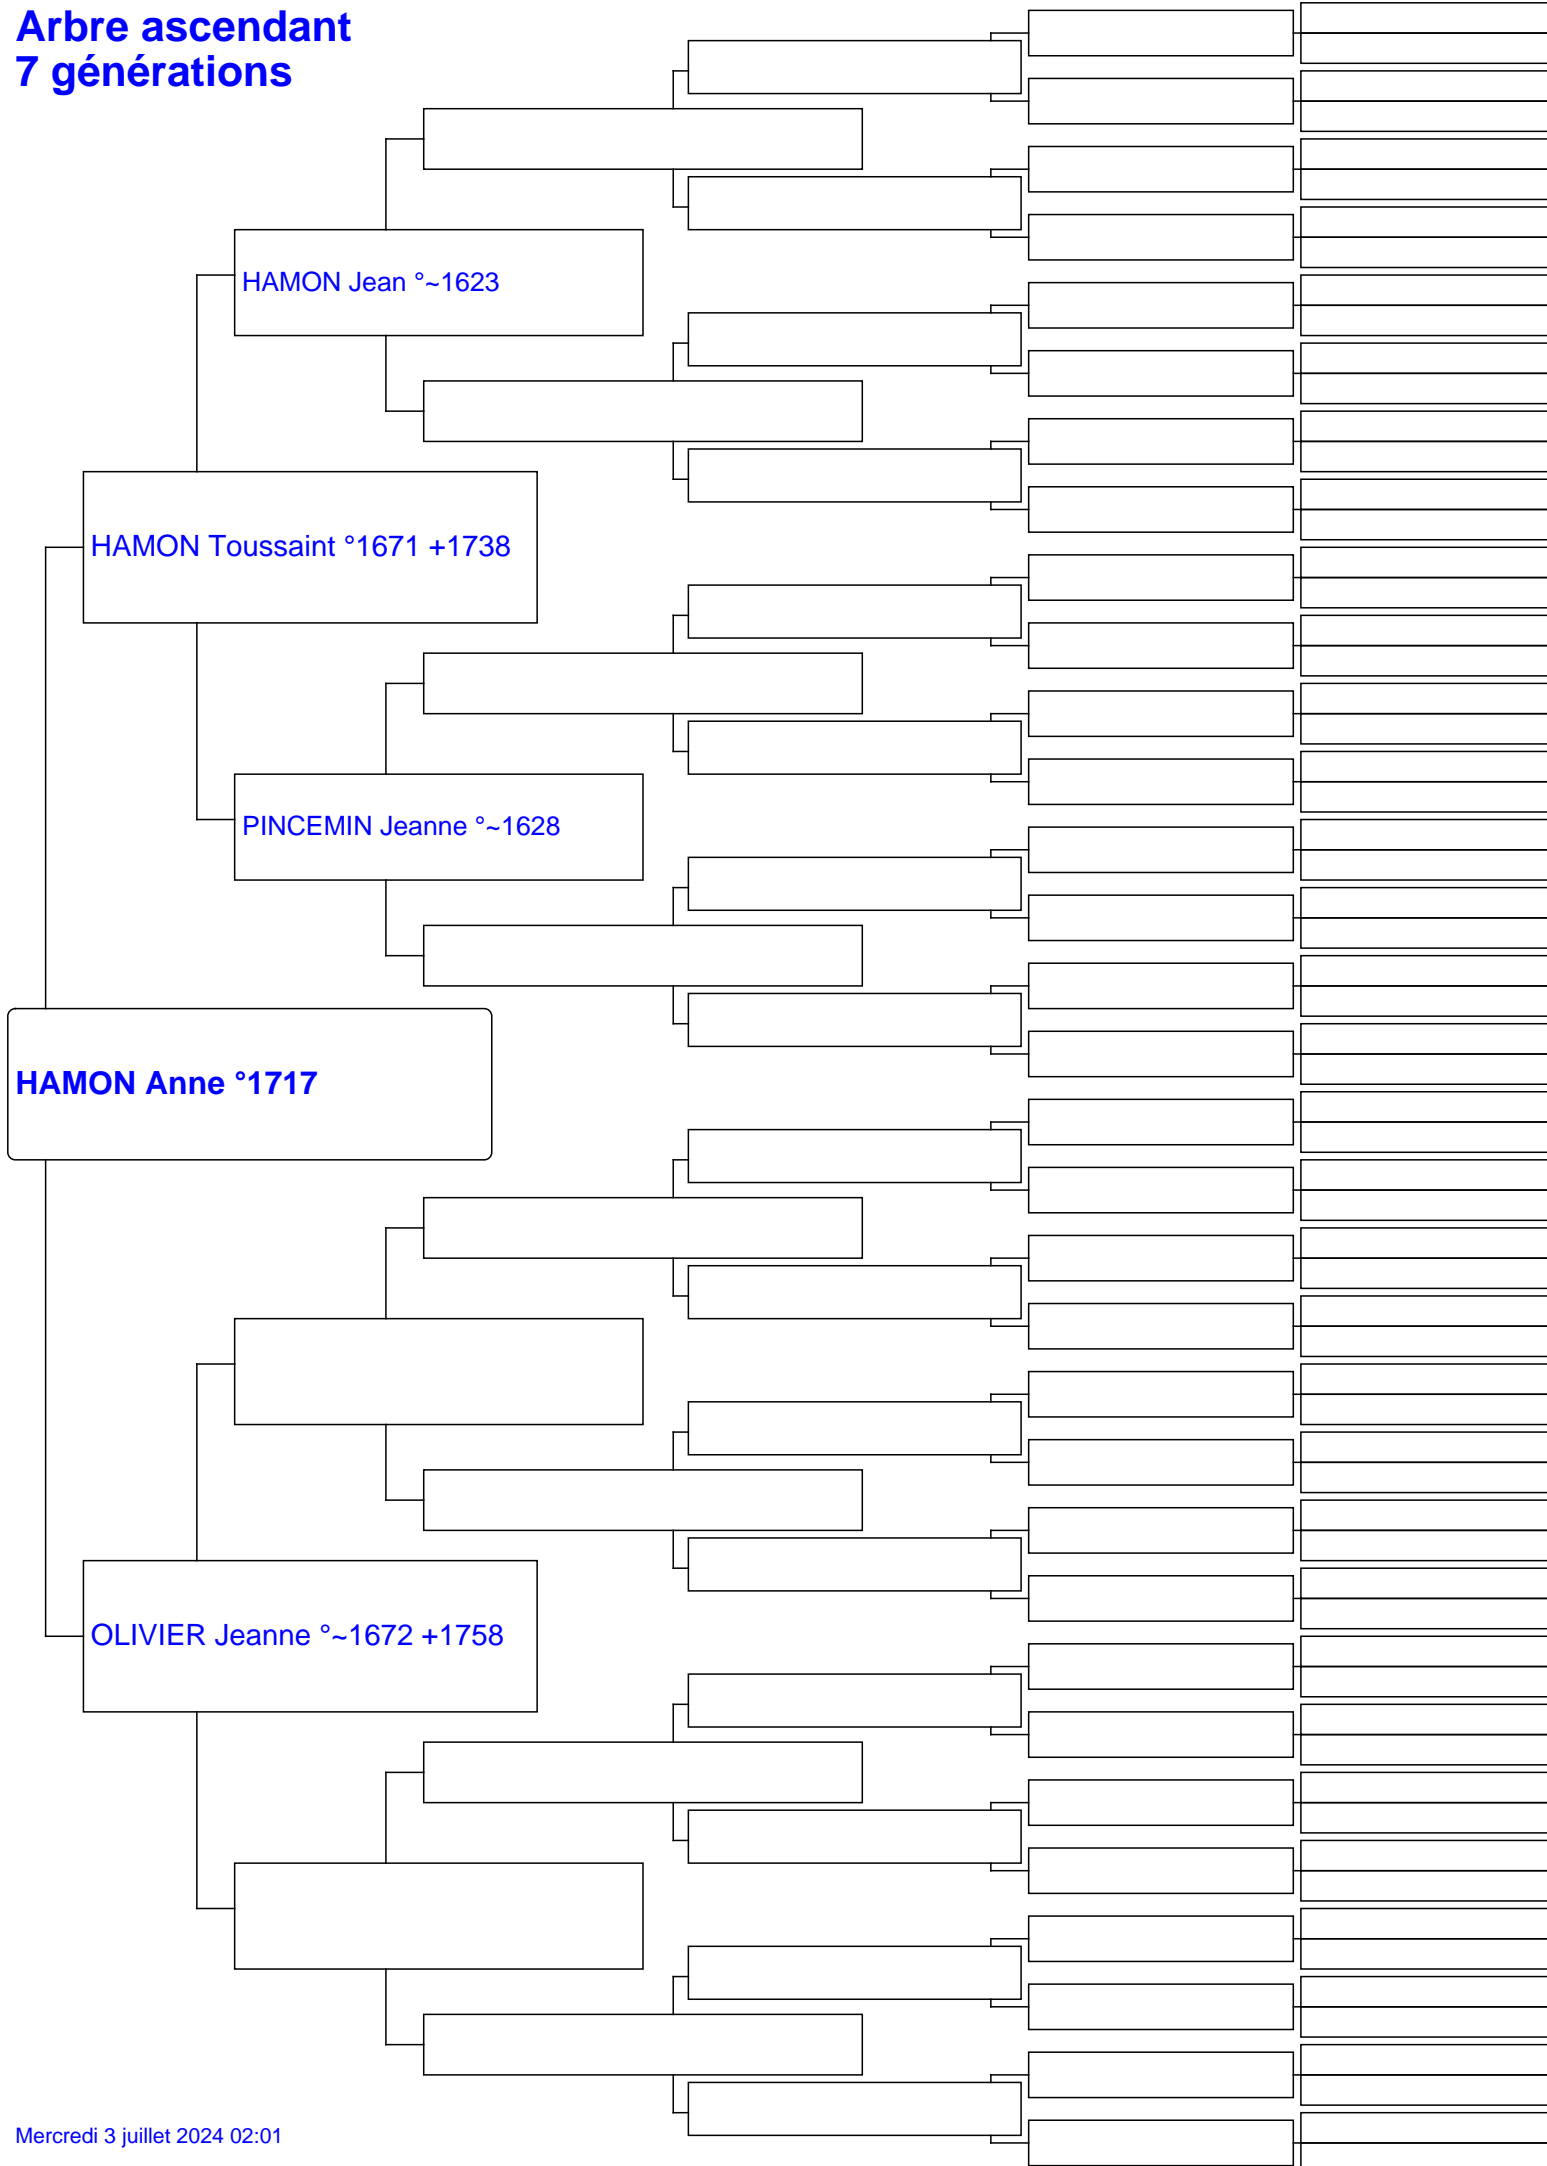 Arbre ascendant
7 générations
HAMON Jean °~1623
HAMON Toussaint °1671 +1738
PINCEMIN Jeanne °~1628
HAMON Anne °1717
OLIVIER Jeanne °~1672 +1758
Mercredi 3 juillet 2024 02:01